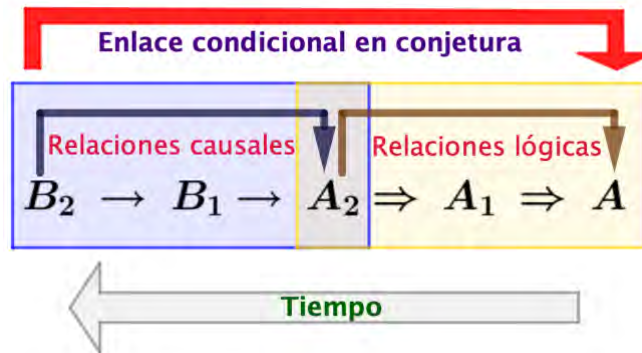 Enlace condicional en conjetura
Relaciones causales Relaciones lógicas
B₂ → B₁ → A₂ ⇒ A₁ ⇒ A
Tiempo